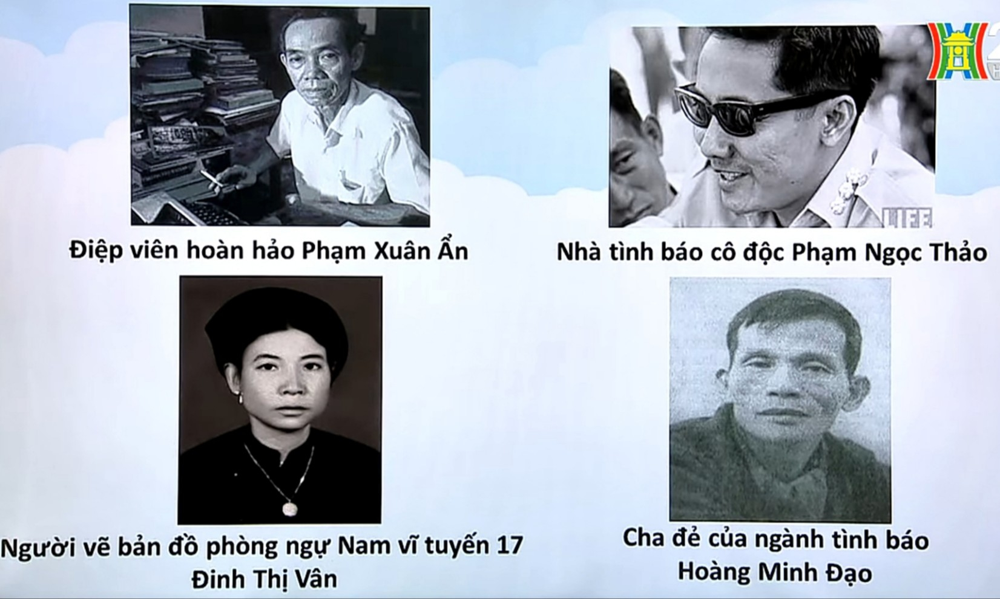 Điệp viên hoàn hảo Phạm Xuân Ẩn
LIFE
Nhà tình báo cô độc Phạm Ngọc Thảo
Người vẽ bản đồ phòng ngự Nam vĩ tuyến 17
Đinh Thị Vân
Cha đẻ của ngành tình báo
Hoàng Minh Đạo